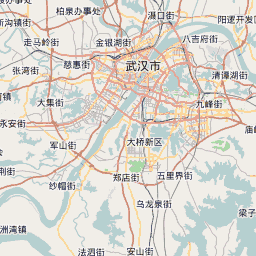 柏泉办事处
滠口街
阳逻开发区
新沟镇街
八吉府街
走马岭街
金银湖街
张湾街
慈惠街
武汉市
清潭湖街
大集街
九峰街
永安街
大桥新区
军山街
纱帽街
郑店街
五里界街
乌龙泉街
梁子
法泗街
安山街
洲湾镇